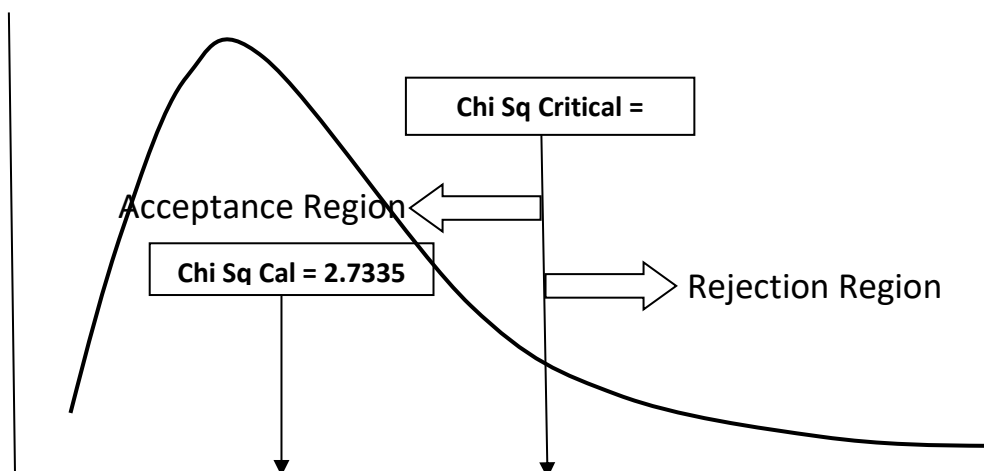 Chi Sq Critical =
Acceptance Region
Chi Sq Cal = 2.7335
Rejection Region